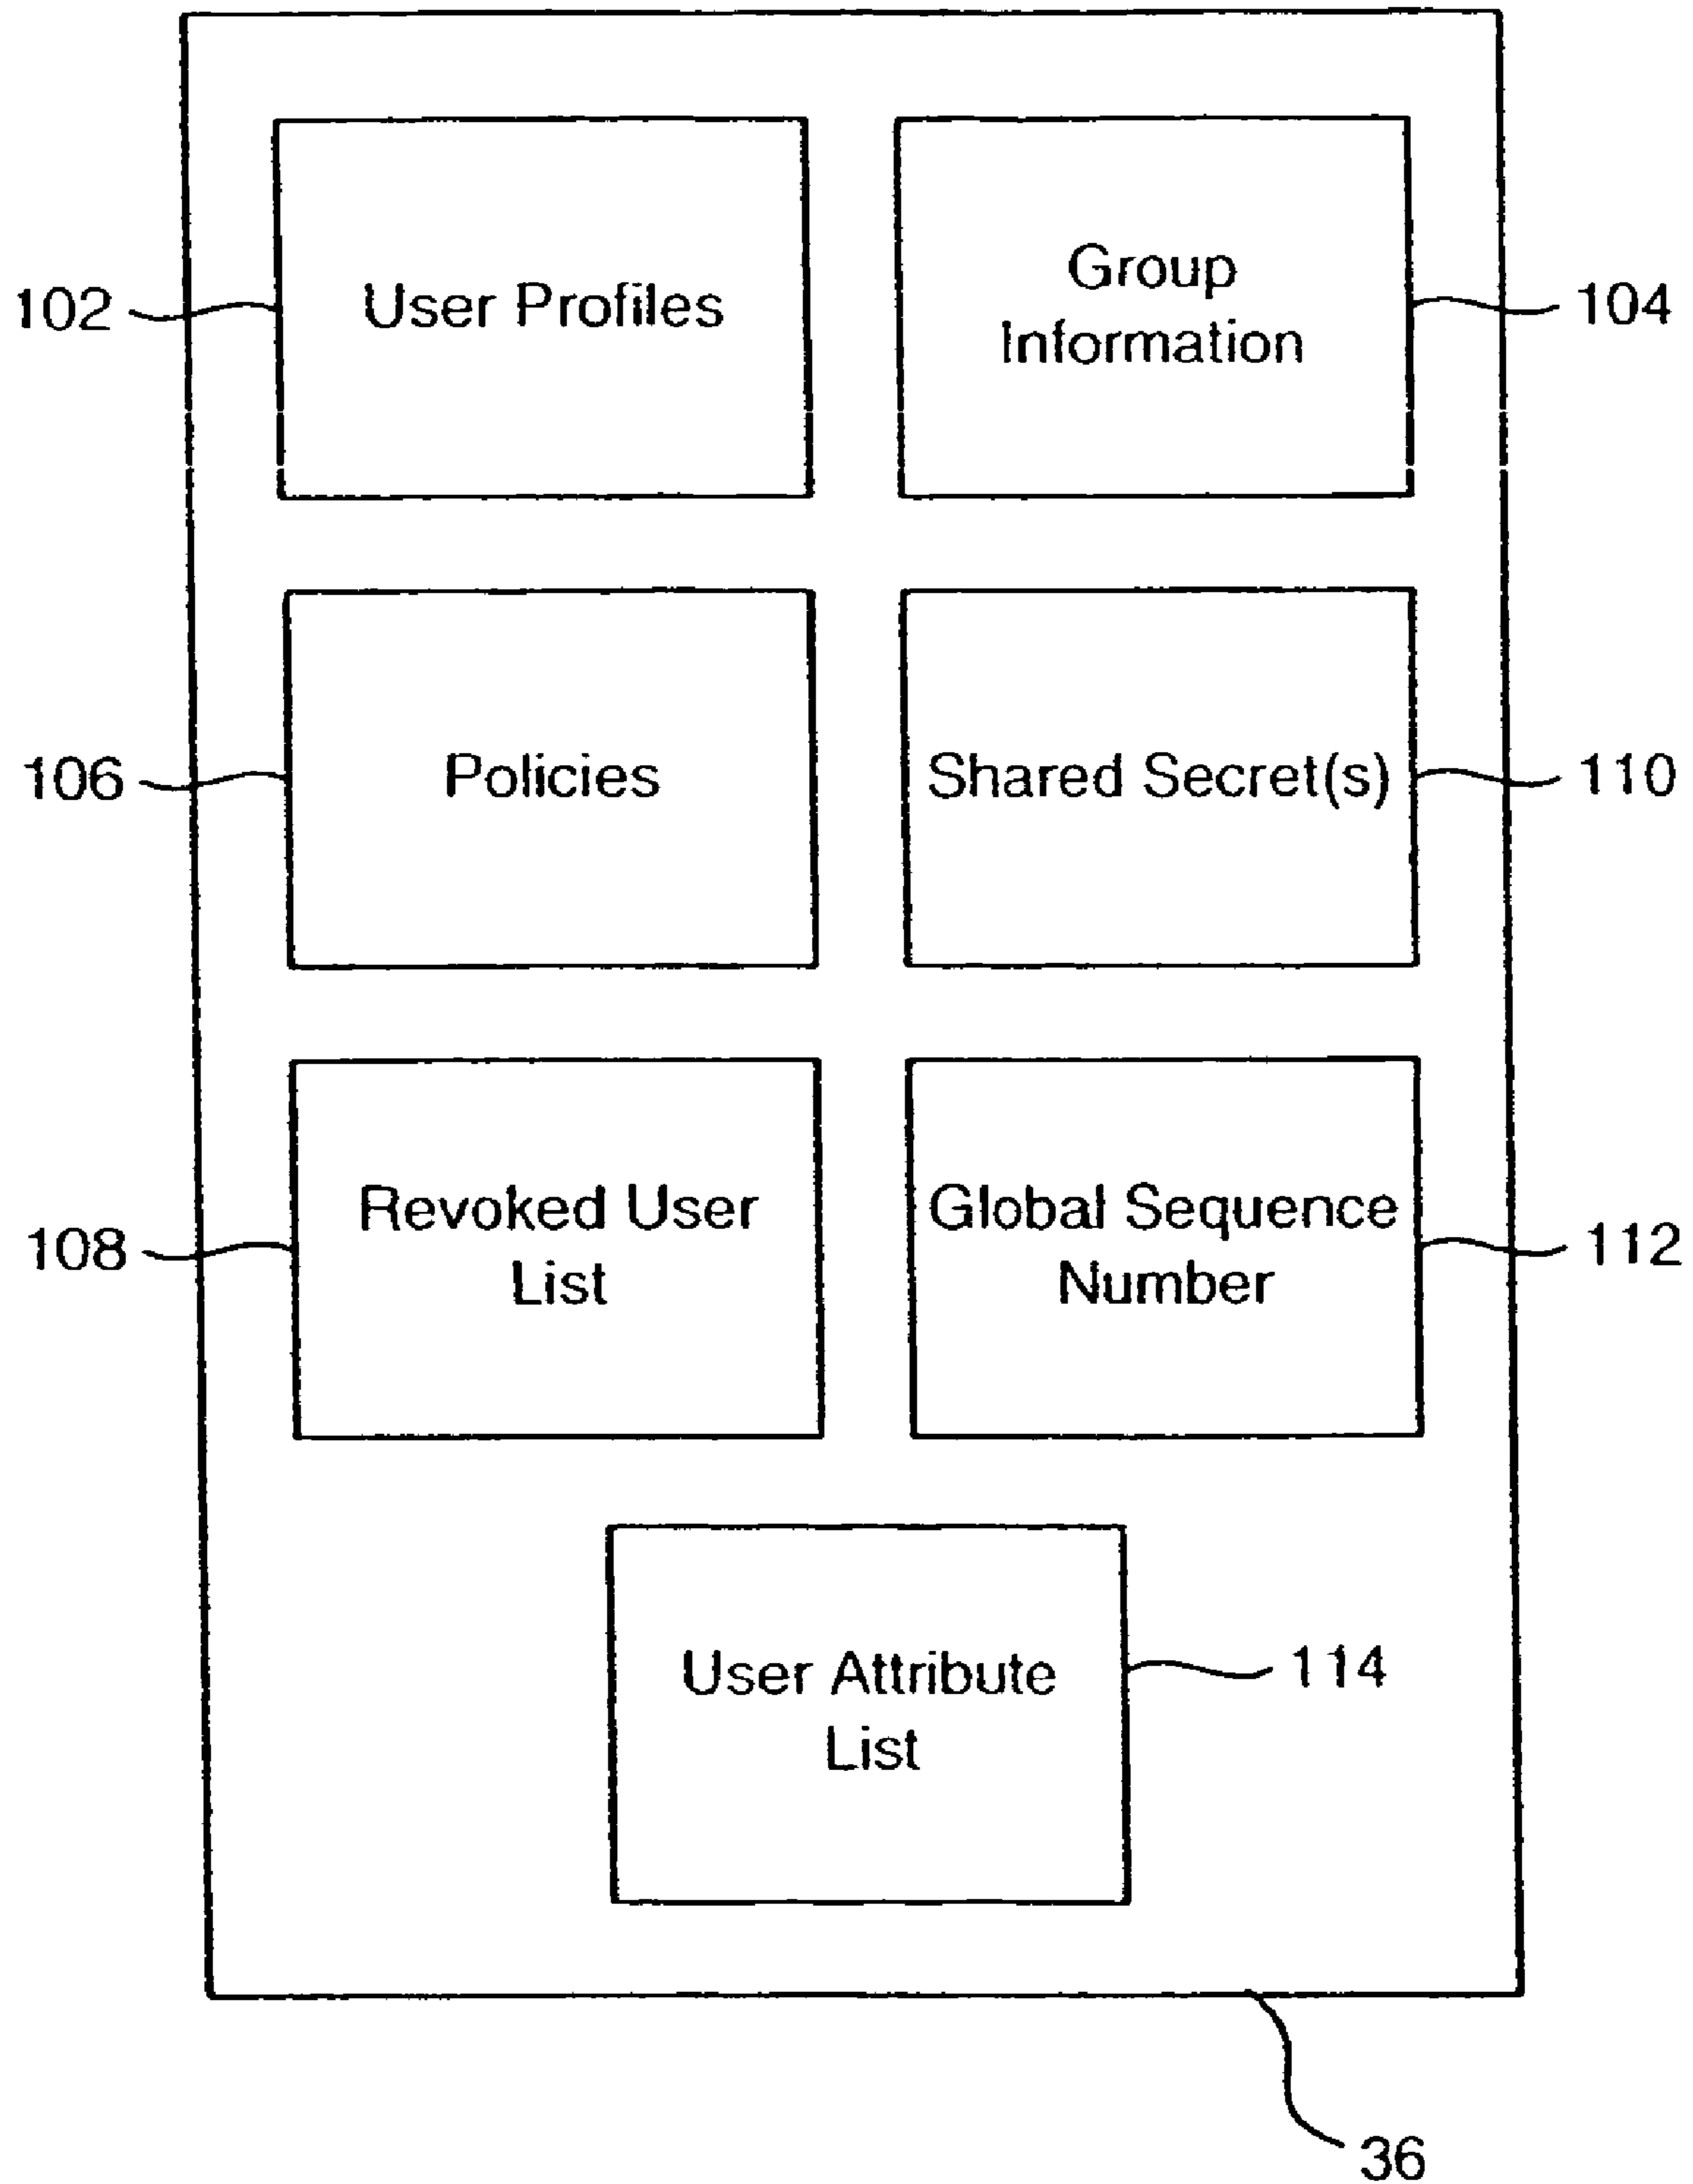 102
User Profiles
Group
Information
104
106
Policies
Shared Secret(s)
110
108
Revoked User
List
Global Sequence
Number
112
User Attribute
List
114
36